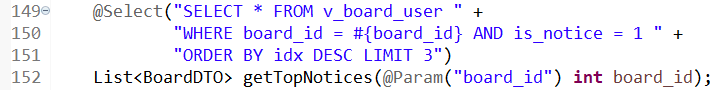 149 @Select("SELECT * FROM v_board_user " +
150 "WHERE board_id = #{board_id} AND is_notice = 1 " +
151 "ORDER BY idx DESC LIMIT 3")
152 List<BoardDTO> getTopNotices(@Param("board_id") int board_id);